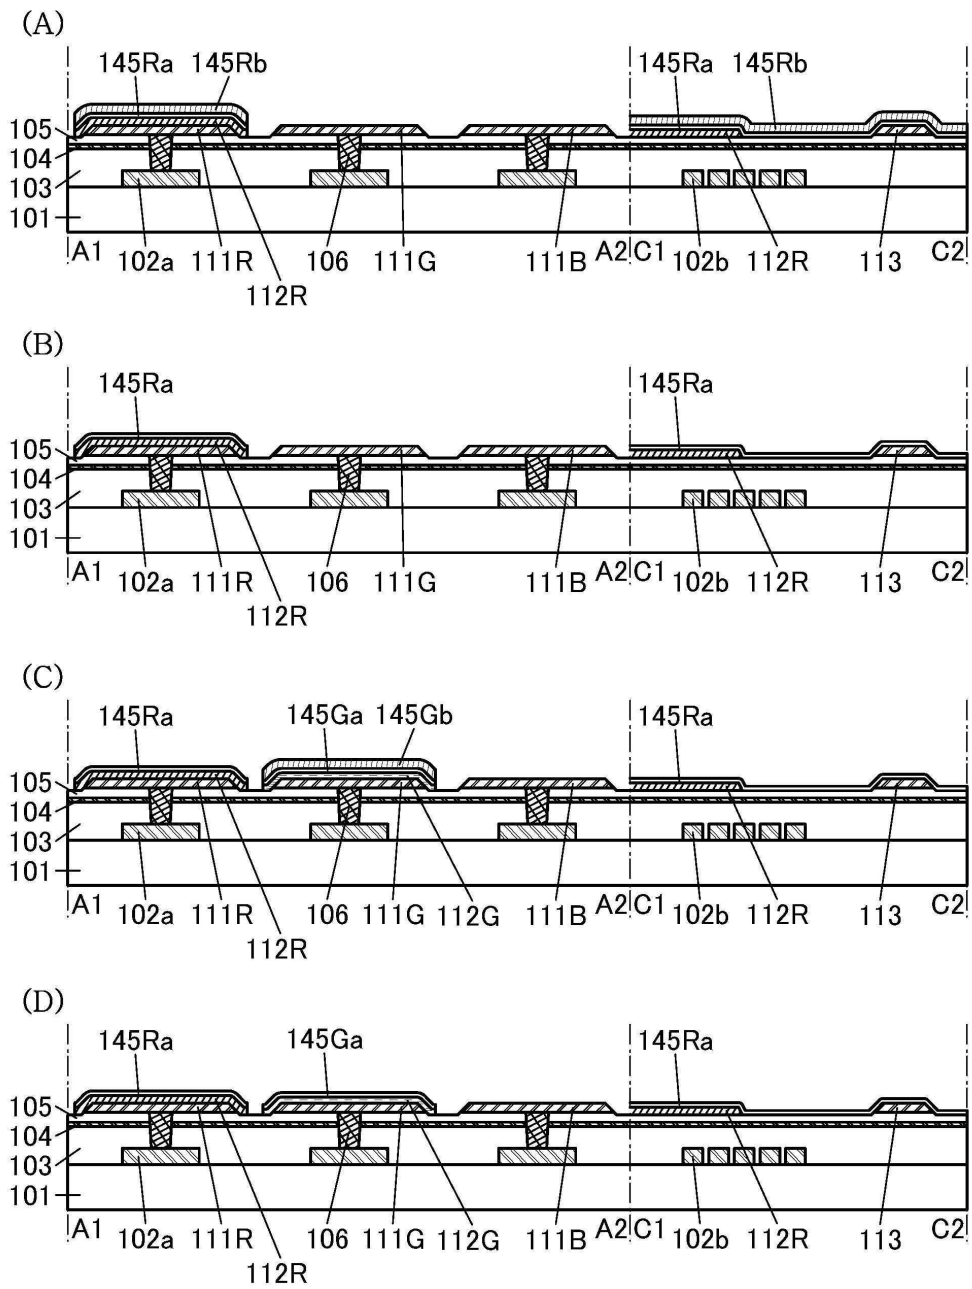 (A)
145Ra 145Rb 145Ra 145Rb
105
104
103
101
A1 102a 111R 106 111G 111B A2 C1 102b 112R 113 C2
112R
(B)
145Ra 145Ra
105
104
103
101
A1 102a 111R 106 111G 111B A2 C1 102b 112R 113 C2
112R
(C)
145Ra 145Ga 145Gb 145Ra
105
104
103
101
A1 102a 111R 106 111G 112G 111B A2 C1 102b 112R 113 C2
112R
(D)
145Ra 145Ga 145Ra
105
104
103
101
A1 102a 111R 106 111G 112G 111B A2 C1 102b 112R 113 C2
112R